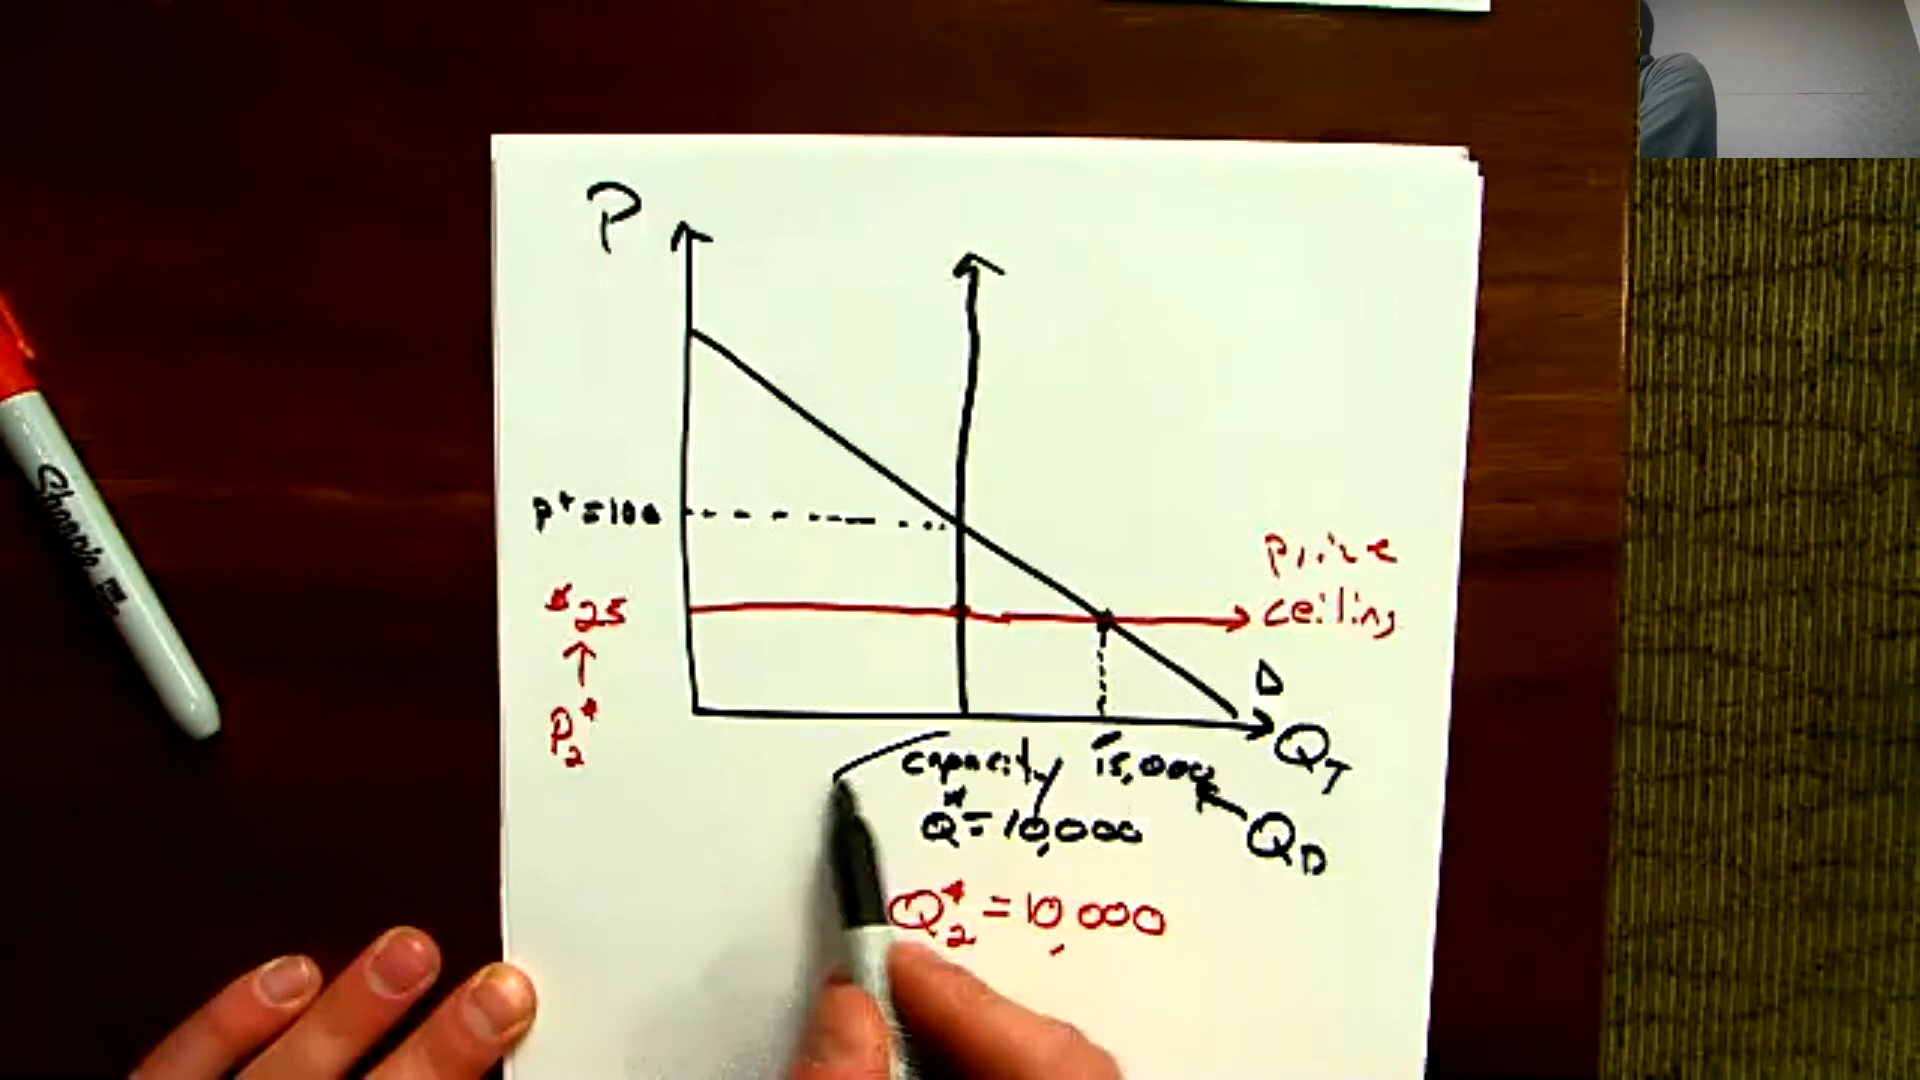 P
P* = 100
$25
↑
P2*
Price
ceiling
D
QT
capacity
15,000
Q* = 10,000
QD
Q2* = 10,000
Sharpie